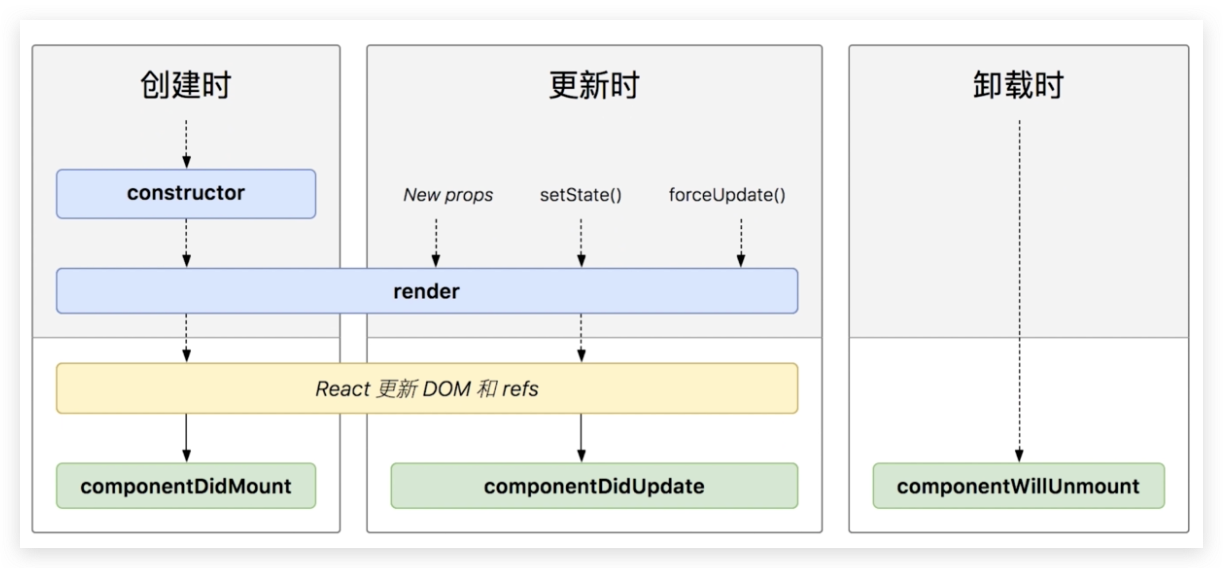 创建时
更新时
卸载时
constructor
New props
setState()
forceUpdate()
render
React 更新 DOM 和 refs
componentDidMount
componentDidUpdate
componentWillUnmount